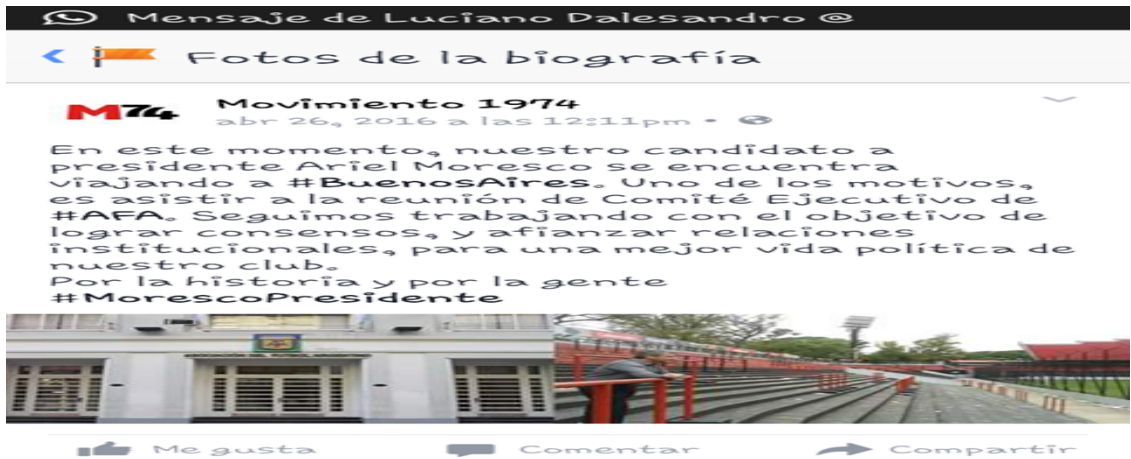 Mensaje de Luciano Dalesandro @
Fotos de la biografía
M74
Movimiento 1974
abr 26, 2016 a las 12:11pm •
En este momento, nuestro candidato a
presidente Ariel Moresco se encuentra
viajando a #BuenosAires. Uno de los motivos,
es asistir a la reunión de Comité Ejecutivo de
#AFA. Seguimos trabajando con el objetivo de
lograr consensos, y afianzar relaciones
institucionales, para una mejor vida política de
nuestro club.
Por la historia y por la gente
#MorescoPresidente
Me gusta
Comentar
Compartir